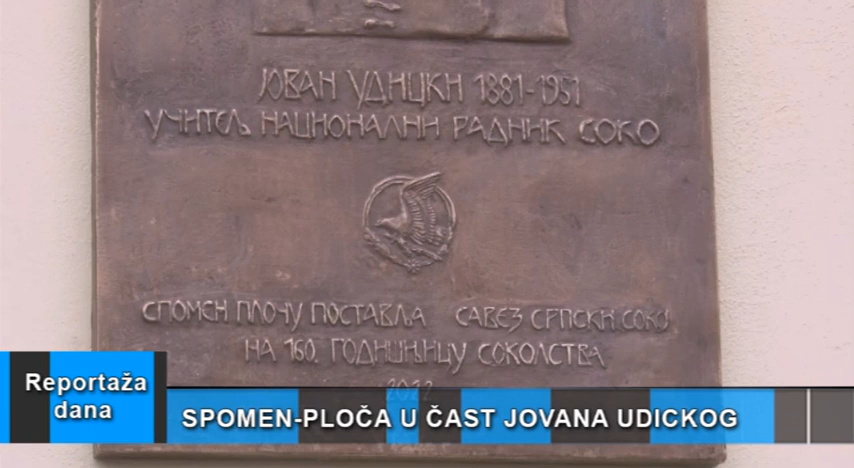 ЈОВАН УДИЦКИ 1881-1951
УЧИТЕЉ НАЦИОНАЛНИ РАДНИК СОКО
СПОМЕН ПЛОЧУ ПОСТАВЉА САВЕЗ СРПСКИ СОКО
НА 160. ГОДИШЊИЦУ СОКОЛСТВА
2022
Reportaža
dana
SPOMEN-PLOČA U ČAST JOVANA UDICKOG